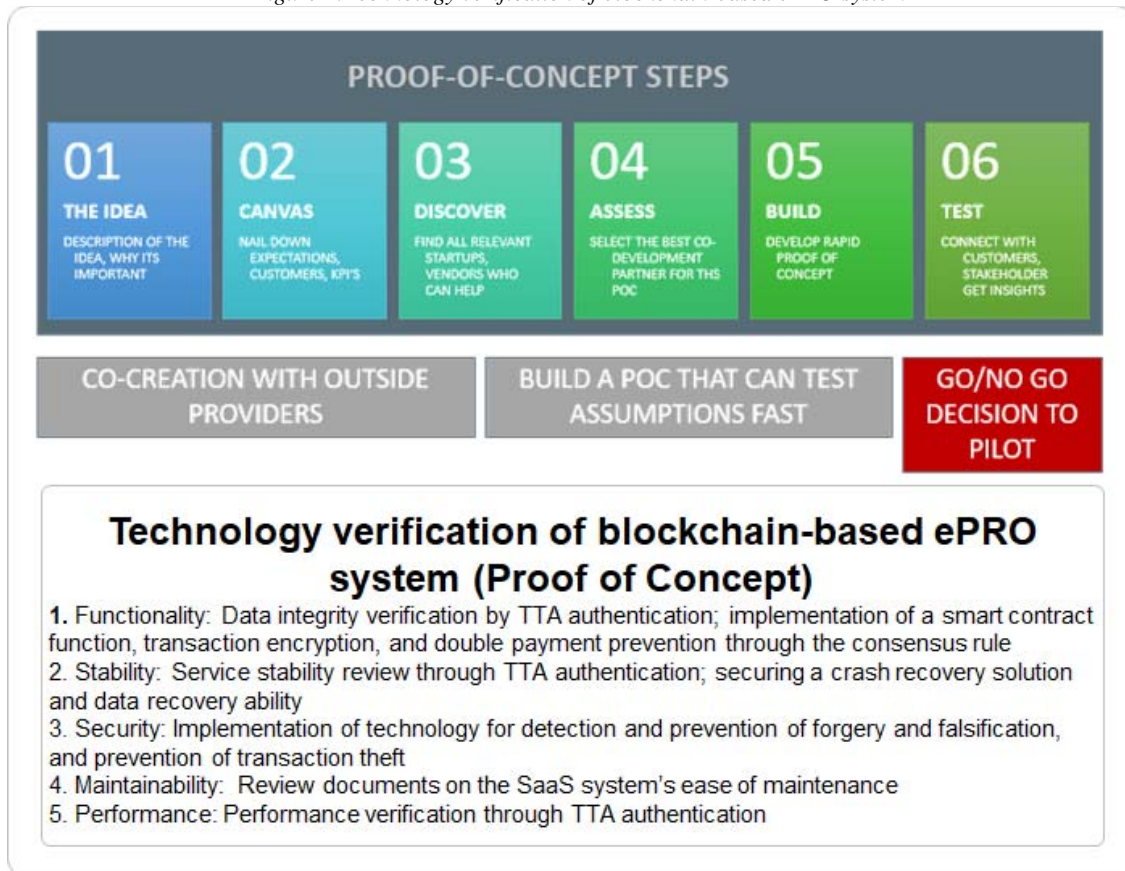 PROOF-OF-CONCEPT STEPS
01
THE IDEA
DESCRIPTION OF THE
IDEA, WHY ITS
IMPORTANT
02
CANVAS
NAIL DOWN
EXPECTATIONS,
CUSTOMERS, KPI'S
03
DISCOVER
FIND ALL RELEVANT
STARTUPS,
VENDORS WHO
CAN HELP
04
ASSESS
SELECT THE BEST CO-
DEVELOPMENT
PARTNER FOR THS
POC
05
BUILD
DEVELOP RAPID
PROOF OF
CONCEPT
06
TEST
CONNECT WITH
CUSTOMERS,
STAKEHOLDER
GET INSIGHTS
CO-CREATION WITH OUTSIDE
PROVIDERS
BUILD A POC THAT CAN TEST
ASSUMPTIONS FAST
GO/NO GO
DECISION TO
PILOT
Technology verification of blockchain-based ePRO
system (Proof of Concept)
1. Functionality: Data integrity verification by TTA authentication; implementation of a smart contract
function, transaction encryption, and double payment prevention through the consensus rule
2. Stability: Service stability review through TTA authentication; securing a crash recovery solution
and data recovery ability
3. Security: Implementation of technology for detection and prevention of forgery and falsification,
and prevention of transaction theft
4. Maintainability: Review documents on the SaaS system's ease of maintenance
5. Performance: Performance verification through TTA authentication